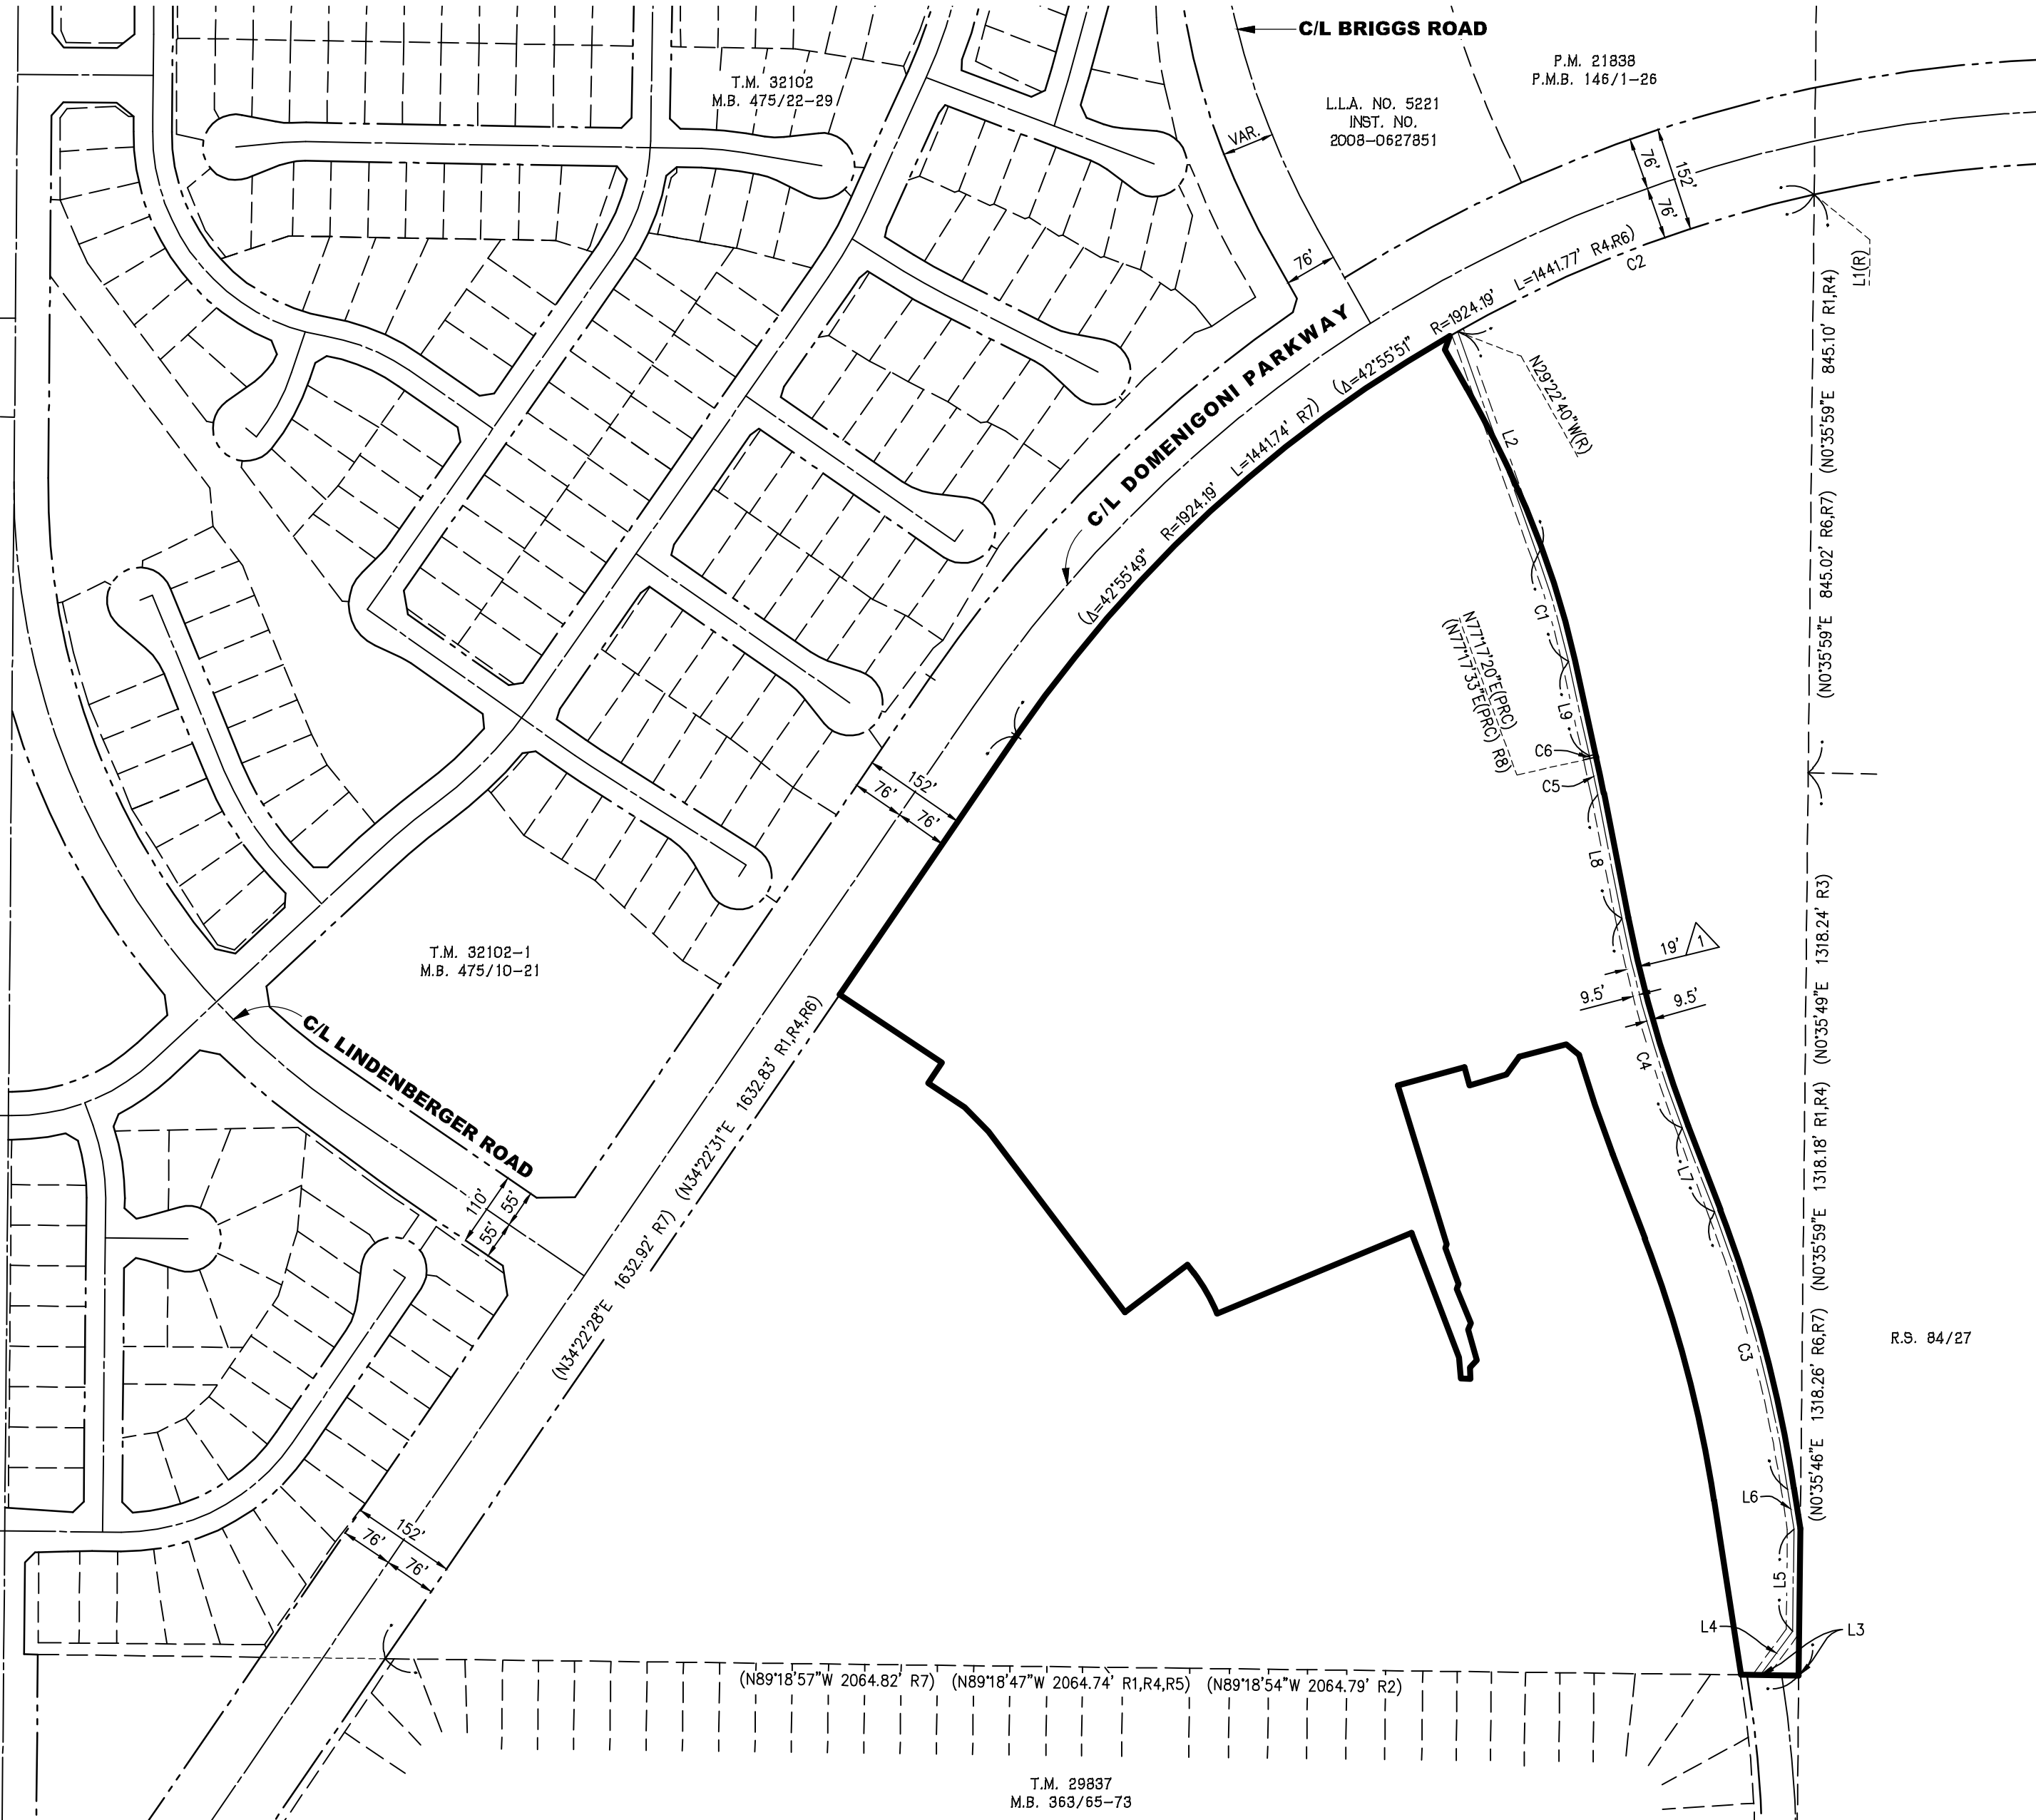 C/L BRIGGS ROAD
P.M. 21838
P.M.B. 146/1-26
T.M. 32102
M.B. 475/22-29
L.L.A. NO. 5221
INST. NO.
2008-0627851
VAR.
76'
152'
76'
76'
L1(R)
C/L DOMENIGONI PARKWAY
(Δ=42°55'51" R=1924.19' L=1441.77' R4,R6)
C2
(Δ=42°55'49" R=1924.19' L=1441.74' R7)
N29°22'40"W(R)
L2
(N0°35'59"E 845.02' R6,R7) (N0°35'59"E 845.10' R1,R4)
C1
N77°17'20"E(PRC)
(N77°17'33"E(PRC) R8)
L9
C6
C5
L8
152'
76'
76'
19' 1
9.5'
9.5'
C4
L7
T.M. 32102-1
M.B. 475/10-21
C/L LINDENBERGER ROAD
110'
55'
55'
(N34°22'28"E 1632.92' R7) (N34°22'31"E 1632.83' R1,R4,R6)
(N0°35'46"E 1318.26' R6,R7) (N0°35'59"E 1318.18' R1,R4) (N0°35'49"E 1318.24' R3)
R.S. 84/27
C3
L6
L5
L4
L3
152'
76'
76'
(N89°18'57"W 2064.82' R7) (N89°18'47"W 2064.74' R1,R4,R5) (N89°18'54"W 2064.79' R2)
T.M. 29837
M.B. 363/65-73